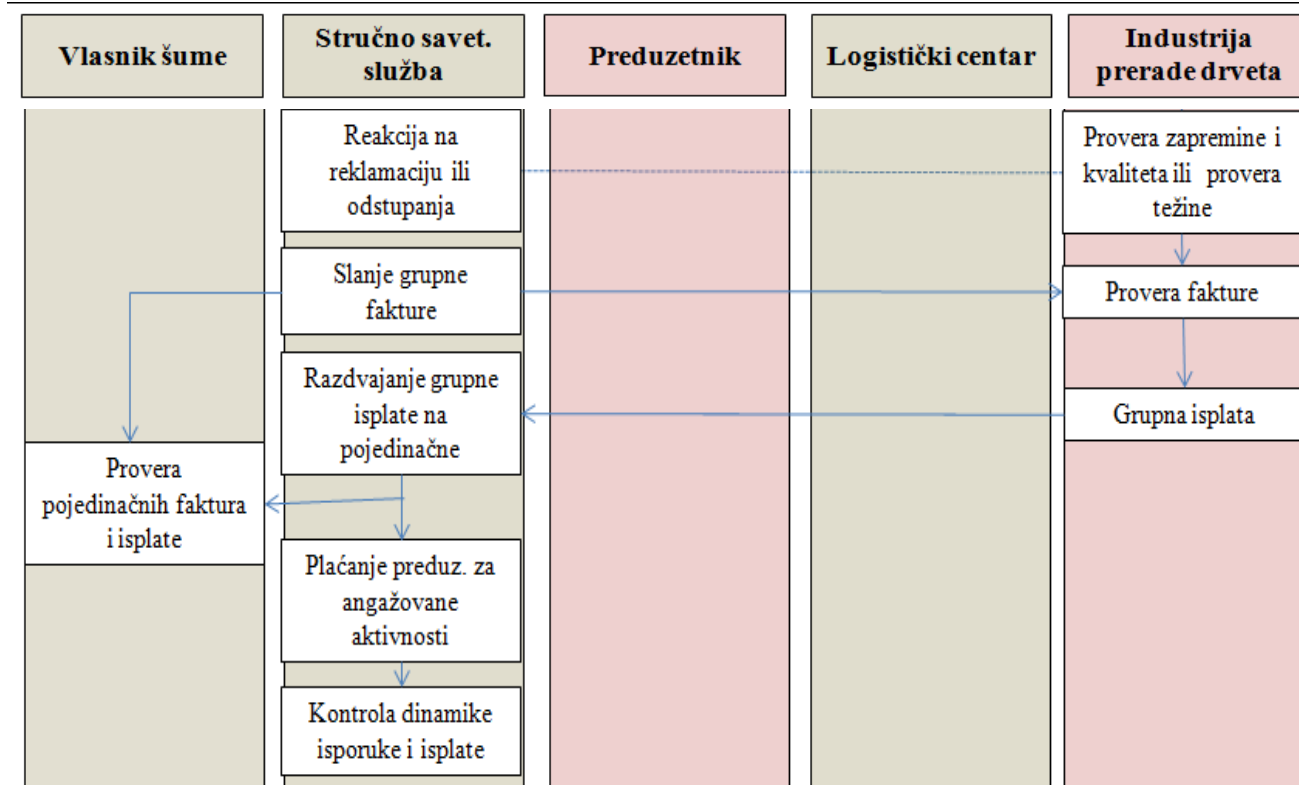 Vlasnik šume
Stručno savet.
služba
Preduzetnik
Logistički centar
Industrija
prerade drveta
Reakcija na
reklamaciju ili
odstupanja
Provera zapremine i
kvaliteta ili provera
težine
Slanje grupne
fakture
Provera fakture
Razdvajanje grupne
isplate na
pojedinačne
Grupna isplata
Provera
pojedinačnih faktura
i isplate
Plaćanje preduz. za
angažovane
aktivnosti
Kontrola dinamike
isporuke i isplate